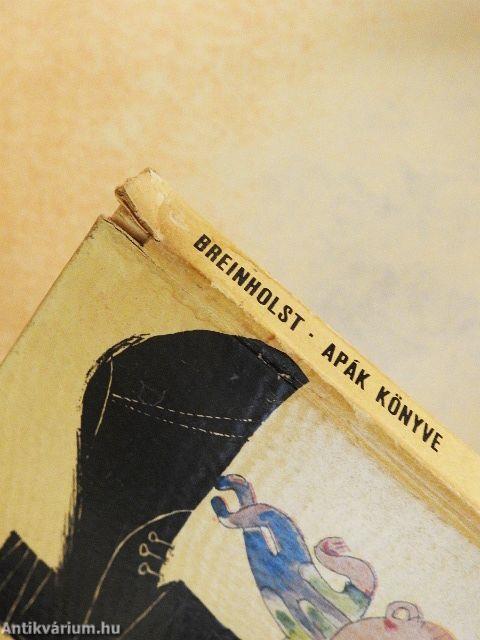 BREINHOLST · APÁK KÖNYVE
Antikvárium.hu